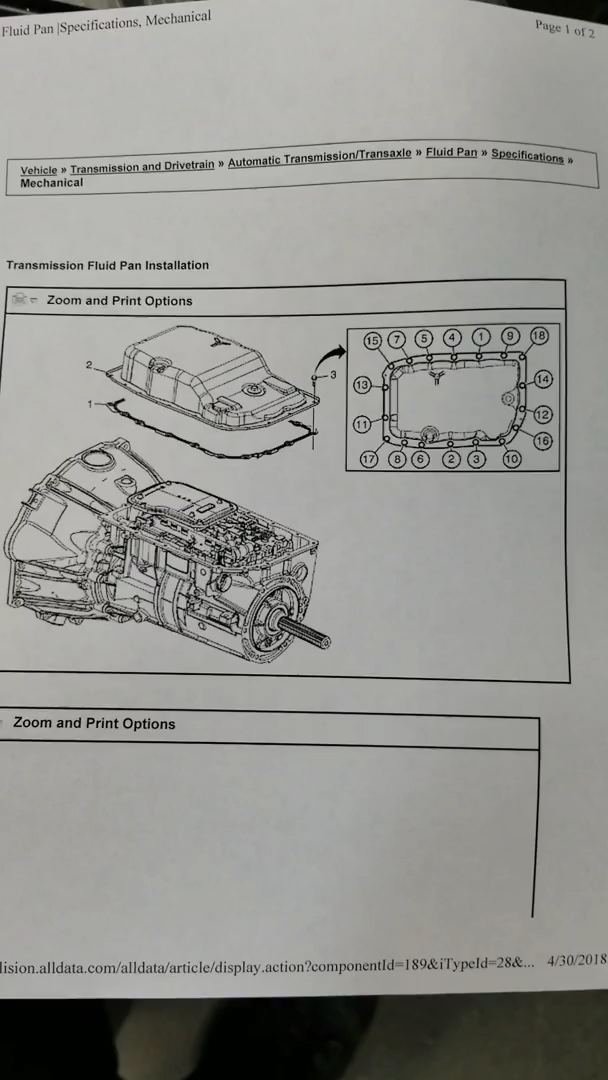 Fluid Pan |Specifications, Mechanical
Page 1 of 2
Vehicle » Transmission and Drivetrain » Automatic Transmission/Transaxle » Fluid Pan » Specifications »
Mechanical
Transmission Fluid Pan Installation
Zoom and Print Options
15 7 5 4 1 9 18
2
3
13 14
1
11 12
16
17 8 6 2 3 10
Zoom and Print Options
lision.alldata.com/alldata/article/display.action?componentId=189&iTypeId=28&... 4/30/2018